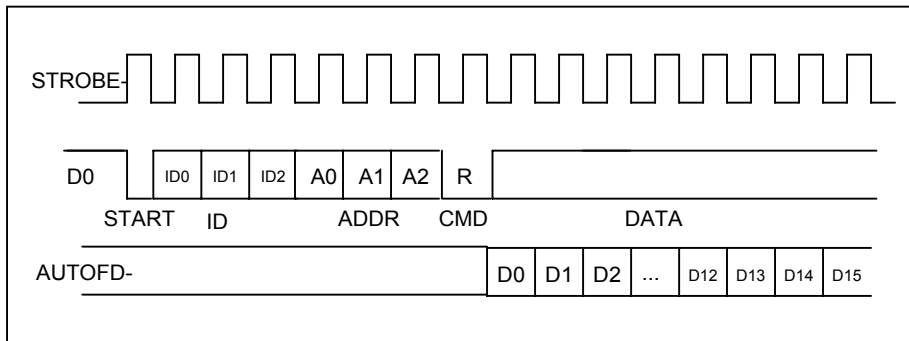 STROBE-
D0 ID0 ID1 ID2 A0 A1 A2 R
START ID ADDR CMD DATA
AUTOFD- D0 D1 D2 ... D12 D13 D14 D15